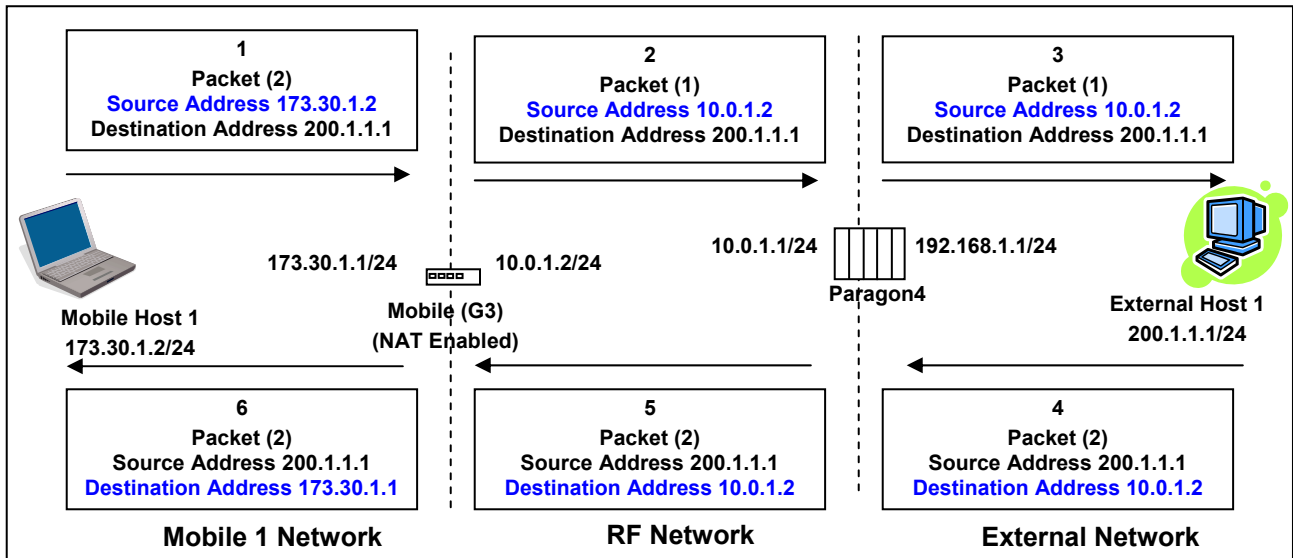 1
Packet (2)
Source Address 173.30.1.2
Destination Address 200.1.1.1
2
Packet (1)
Source Address 10.0.1.2
Destination Address 200.1.1.1
3
Packet (1)
Source Address 10.0.1.2
Destination Address 200.1.1.1
173.30.1.1/24
10.0.1.2/24
10.0.1.1/24
192.168.1.1/24
Mobile Host 1
173.30.1.2/24
Mobile (G3)
(NAT Enabled)
Paragon4
External Host 1
200.1.1.1/24
6
Packet (2)
Source Address 200.1.1.1
Destination Address 173.30.1.1
5
Packet (2)
Source Address 200.1.1.1
Destination Address 10.0.1.2
4
Packet (2)
Source Address 200.1.1.1
Destination Address 10.0.1.2
Mobile 1 Network
RF Network
External Network